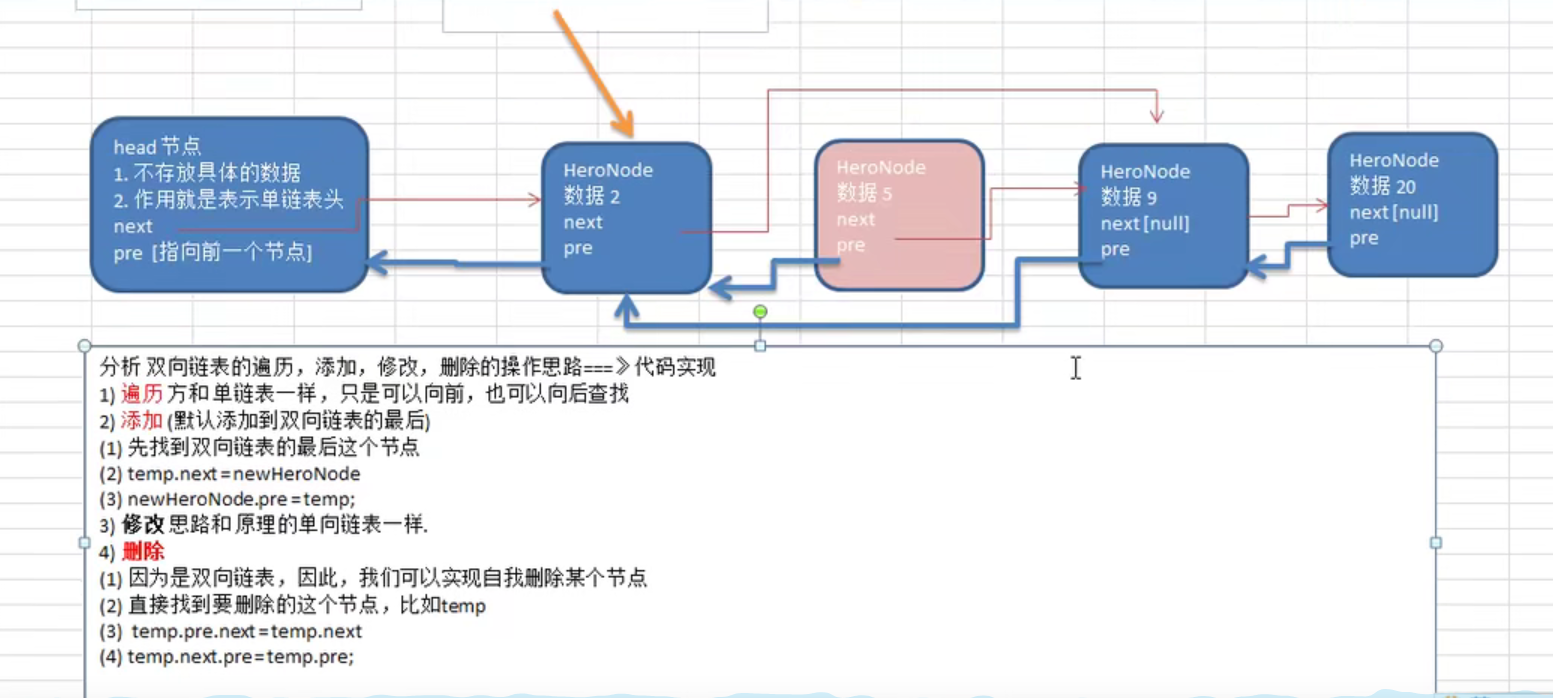 head 节点
1. 不存放具体的数据
2. 作用就是表示单链表头
next
pre [指向前一个节点]
HeroNode
数据 2
next
pre
HeroNode
数据 5
next
pre
HeroNode
数据 9
next [null]
pre
HeroNode
数据 20
next [null]
pre
分析 双向链表的遍历，添加，修改，删除的操作思路===》代码实现
1) 遍历 方和 单链表一样，只是可以向前，也可以向后查找
2) 添加 (默认添加到双向链表的最后)
(1) 先找到双向链表的最后这个节点
(2) temp.next = newHeroNode
(3) newHeroNode.pre = temp;
3) 修改 思路和 原理的单向链表一样.
4) 删除
(1) 因为是双向链表，因此，我们可以实现自我删除某个节点
(2) 直接找到要删除的这个节点，比如temp
(3) temp.pre.next = temp.next
(4) temp.next.pre = temp.pre;